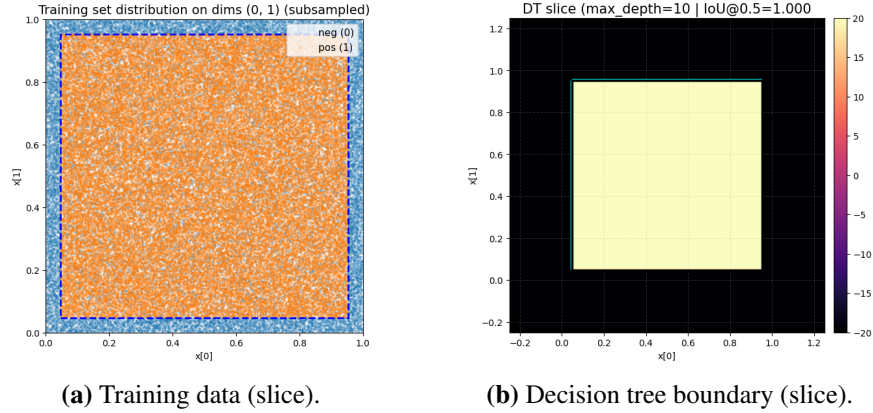 Training set distribution on dims (0, 1) (subsampled)
neg (0)
pos (1)
1.0
0.8
0.6
0.4
0.2
0.0
x[1]
0.0 0.2 0.4 0.6 0.8 1.0
x[0]
(a) Training data (slice).
DT slice (max_depth=10 | IoU@0.5=1.000
1.2
1.0
0.8
0.6
0.4
0.2
0.0
−0.2
x[1]
−0.2 0.0 0.2 0.4 0.6 0.8 1.0 1.2
x[0]
20
15
10
5
0
−5
−10
−15
−20
(b) Decision tree boundary (slice).